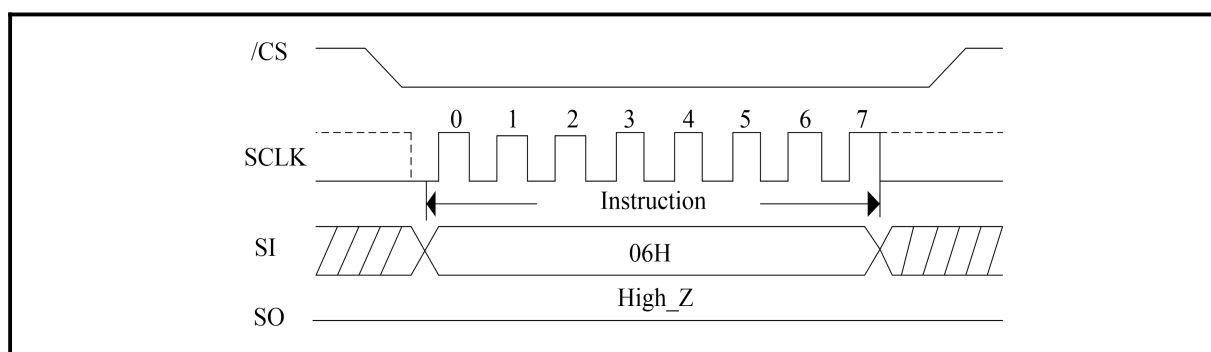 /CS
0 1 2 3 4 5 6 7
SCLK
Instruction
SI
06H
High_Z
SO